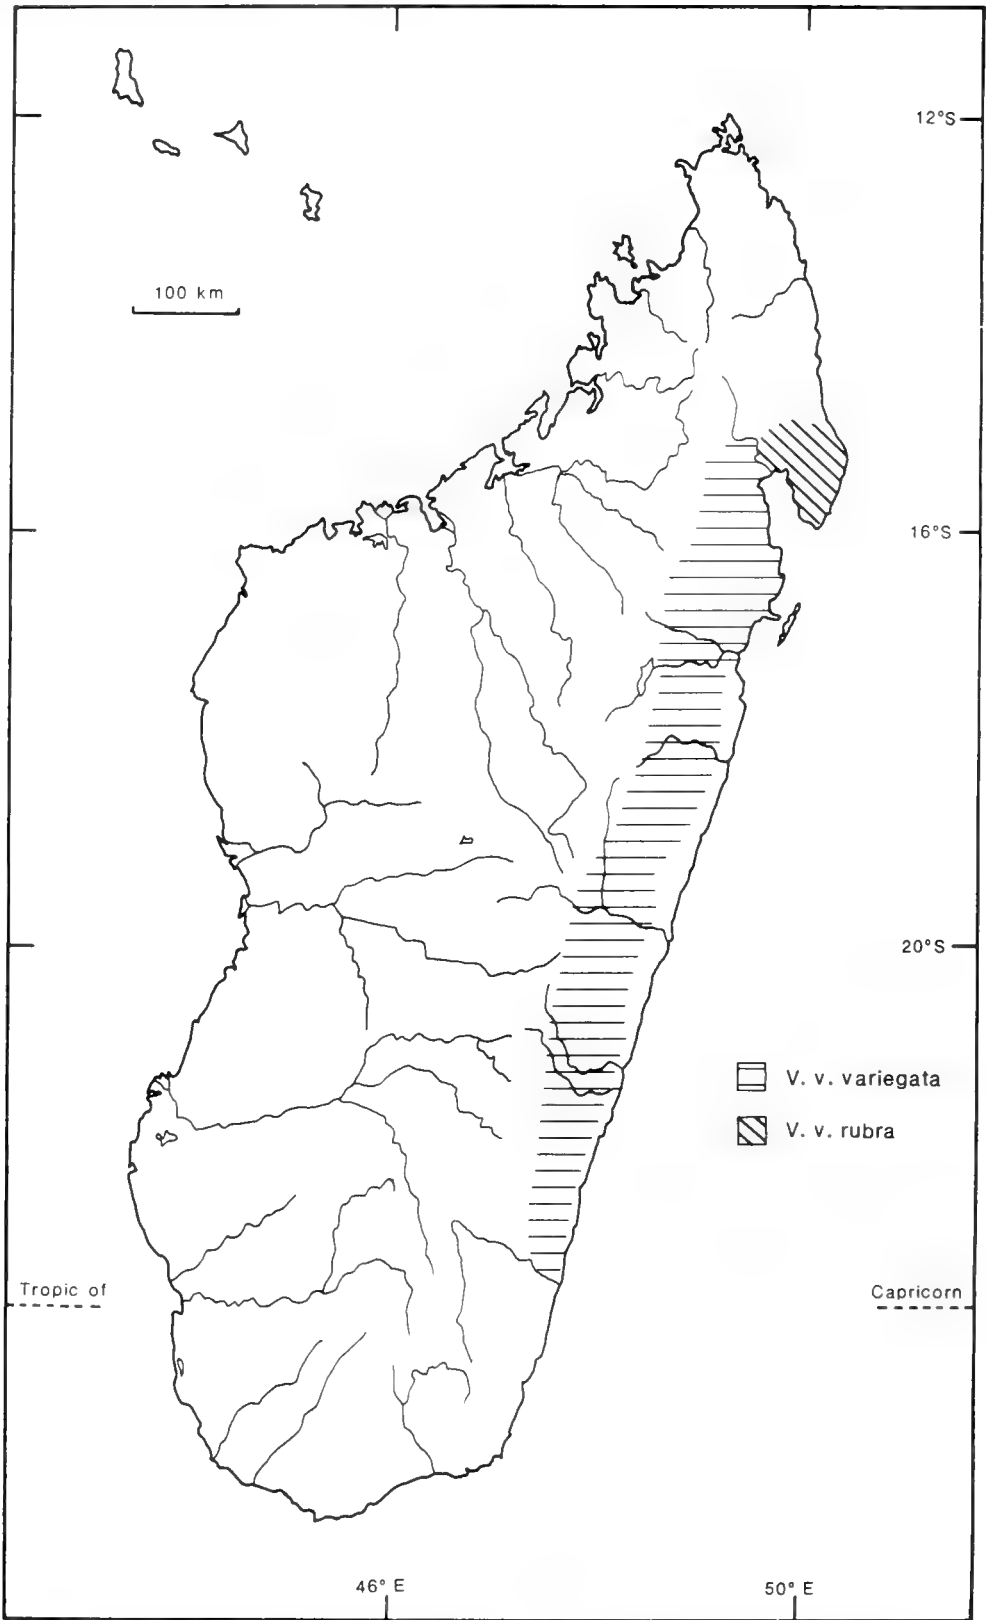 12°S
100 km
16°S
20°S
V. v. variegata
V. v. rubra
Tropic of
Capricorn
46° E
50° E